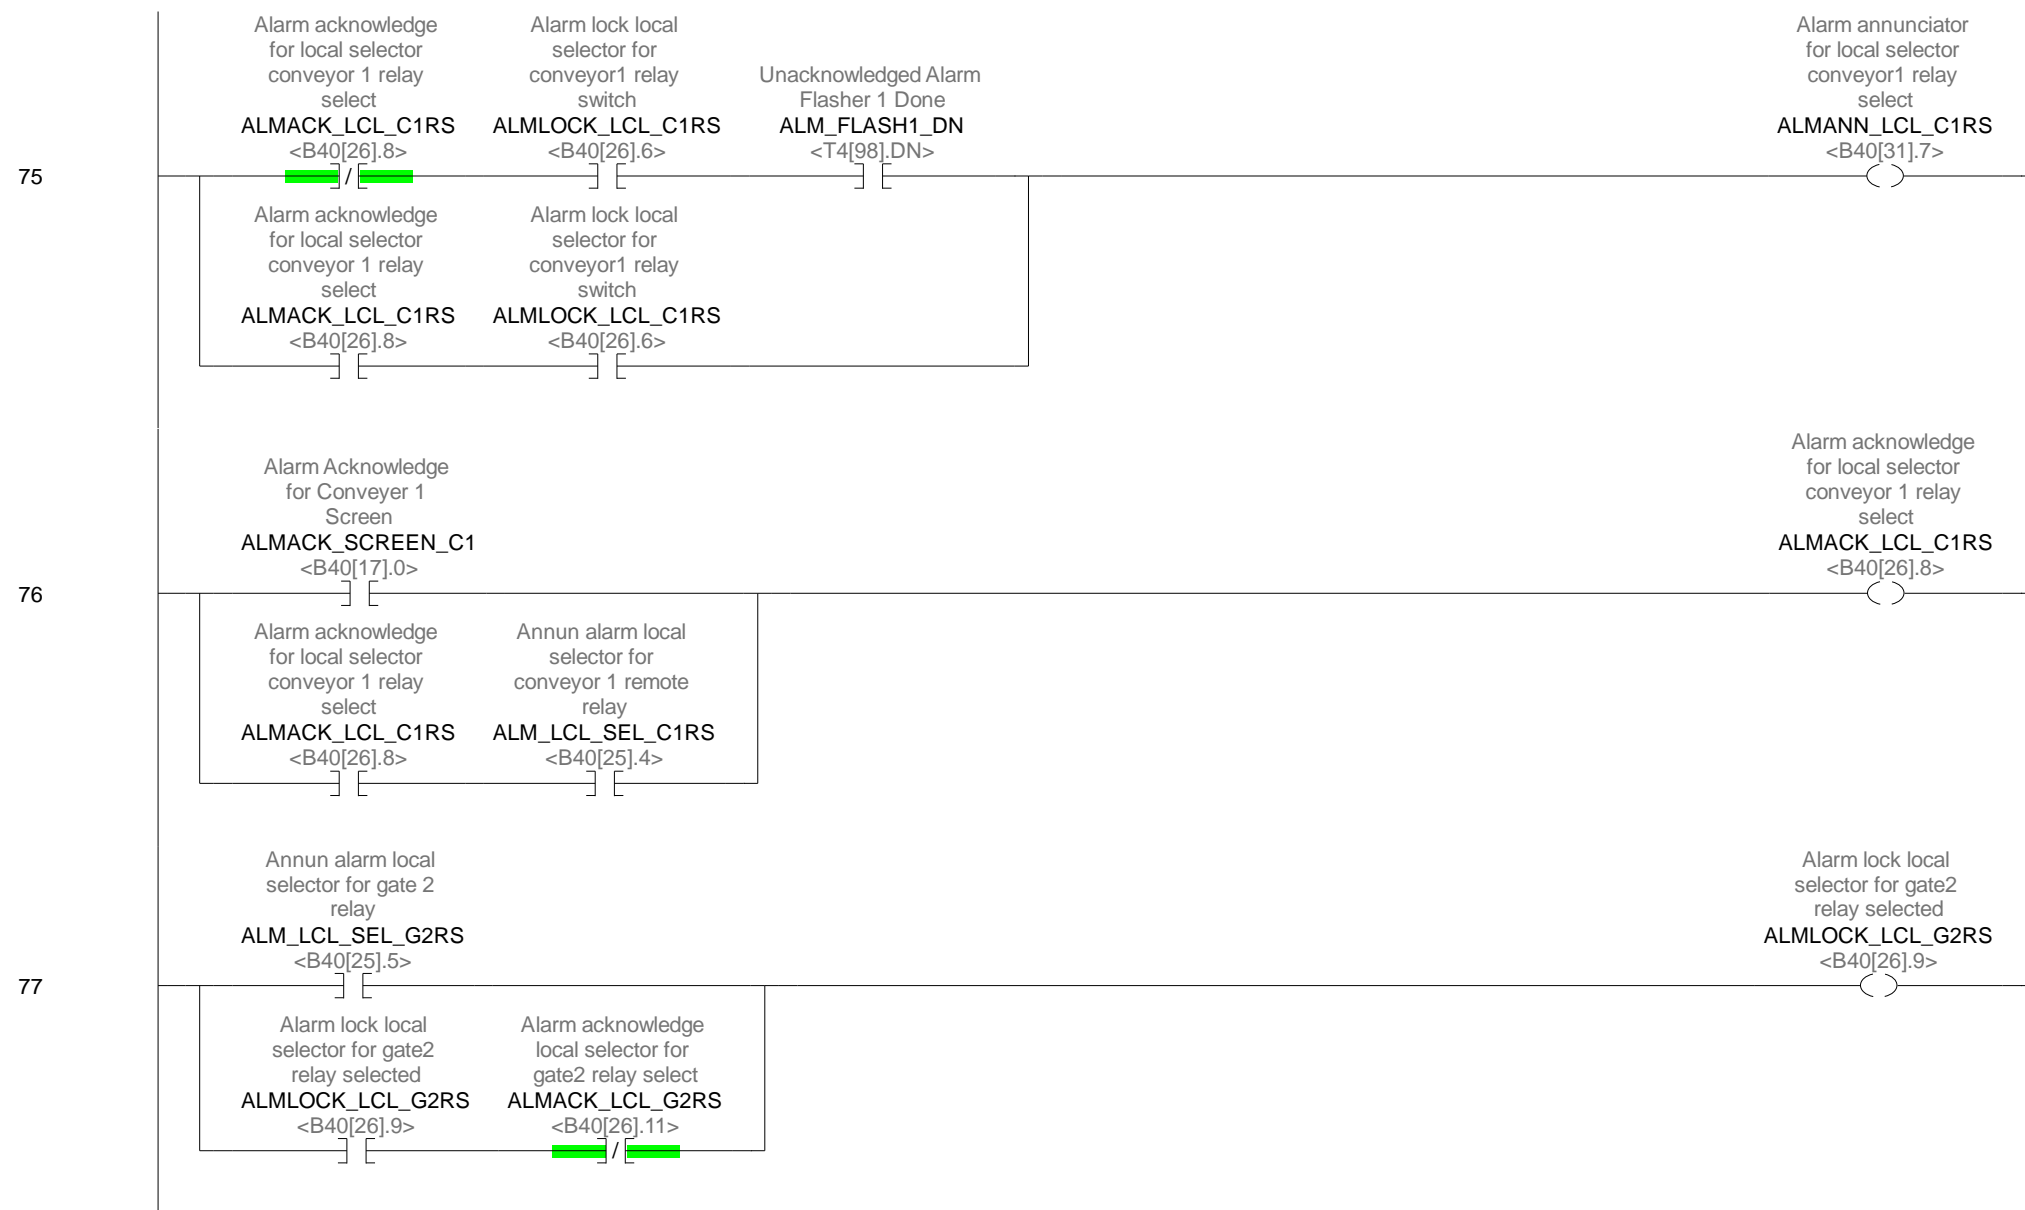 Alarm acknowledge
for local selector
conveyor 1 relay
select
ALMACK_LCL_C1RS
<B40[26].8>
Alarm lock local
selector for
conveyor1 relay
switch
ALMLOCK_LCL_C1RS
<B40[26].6>
Unacknowledged Alarm
Flasher 1 Done
ALM_FLASH1_DN
<T4[98].DN>
Alarm annunciator
for local selector
conveyor1 relay
select
ALMANN_LCL_C1RS
<B40[31].7>
75
/
Alarm acknowledge
for local selector
conveyor 1 relay
select
ALMACK_LCL_C1RS
<B40[26].8>
Alarm lock local
selector for
conveyor1 relay
switch
ALMLOCK_LCL_C1RS
<B40[26].6>
Alarm Acknowledge
for Conveyer 1
Screen
ALMACK_SCREEN_C1
<B40[17].0>
Alarm acknowledge
for local selector
conveyor 1 relay
select
ALMACK_LCL_C1RS
<B40[26].8>
76
Alarm acknowledge
for local selector
conveyor 1 relay
select
ALMACK_LCL_C1RS
<B40[26].8>
Annun alarm local
selector for
conveyor 1 remote
relay
ALM_LCL_SEL_C1RS
<B40[25].4>
Annun alarm local
selector for gate 2
relay
ALM_LCL_SEL_G2RS
<B40[25].5>
Alarm lock local
selector for gate2
relay selected
ALMLOCK_LCL_G2RS
<B40[26].9>
77
Alarm lock local
selector for gate2
relay selected
ALMLOCK_LCL_G2RS
<B40[26].9>
Alarm acknowledge
local selector for
gate2 relay select
ALMACK_LCL_G2RS
<B40[26].11>
/